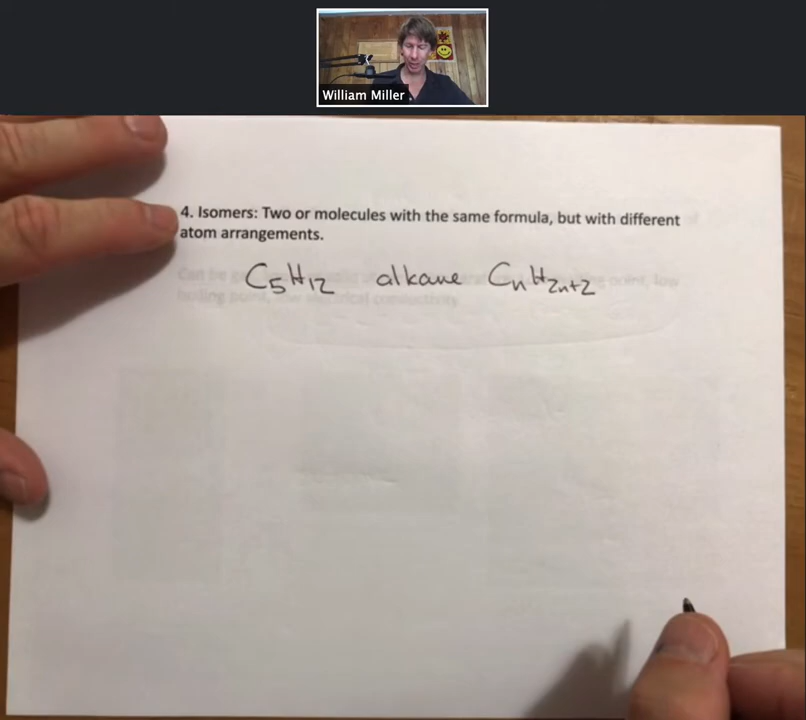 William Miller
4. Isomers: Two or molecules with the same formula, but with different
atom arrangements.
C5H12 alkane CnH2n+2